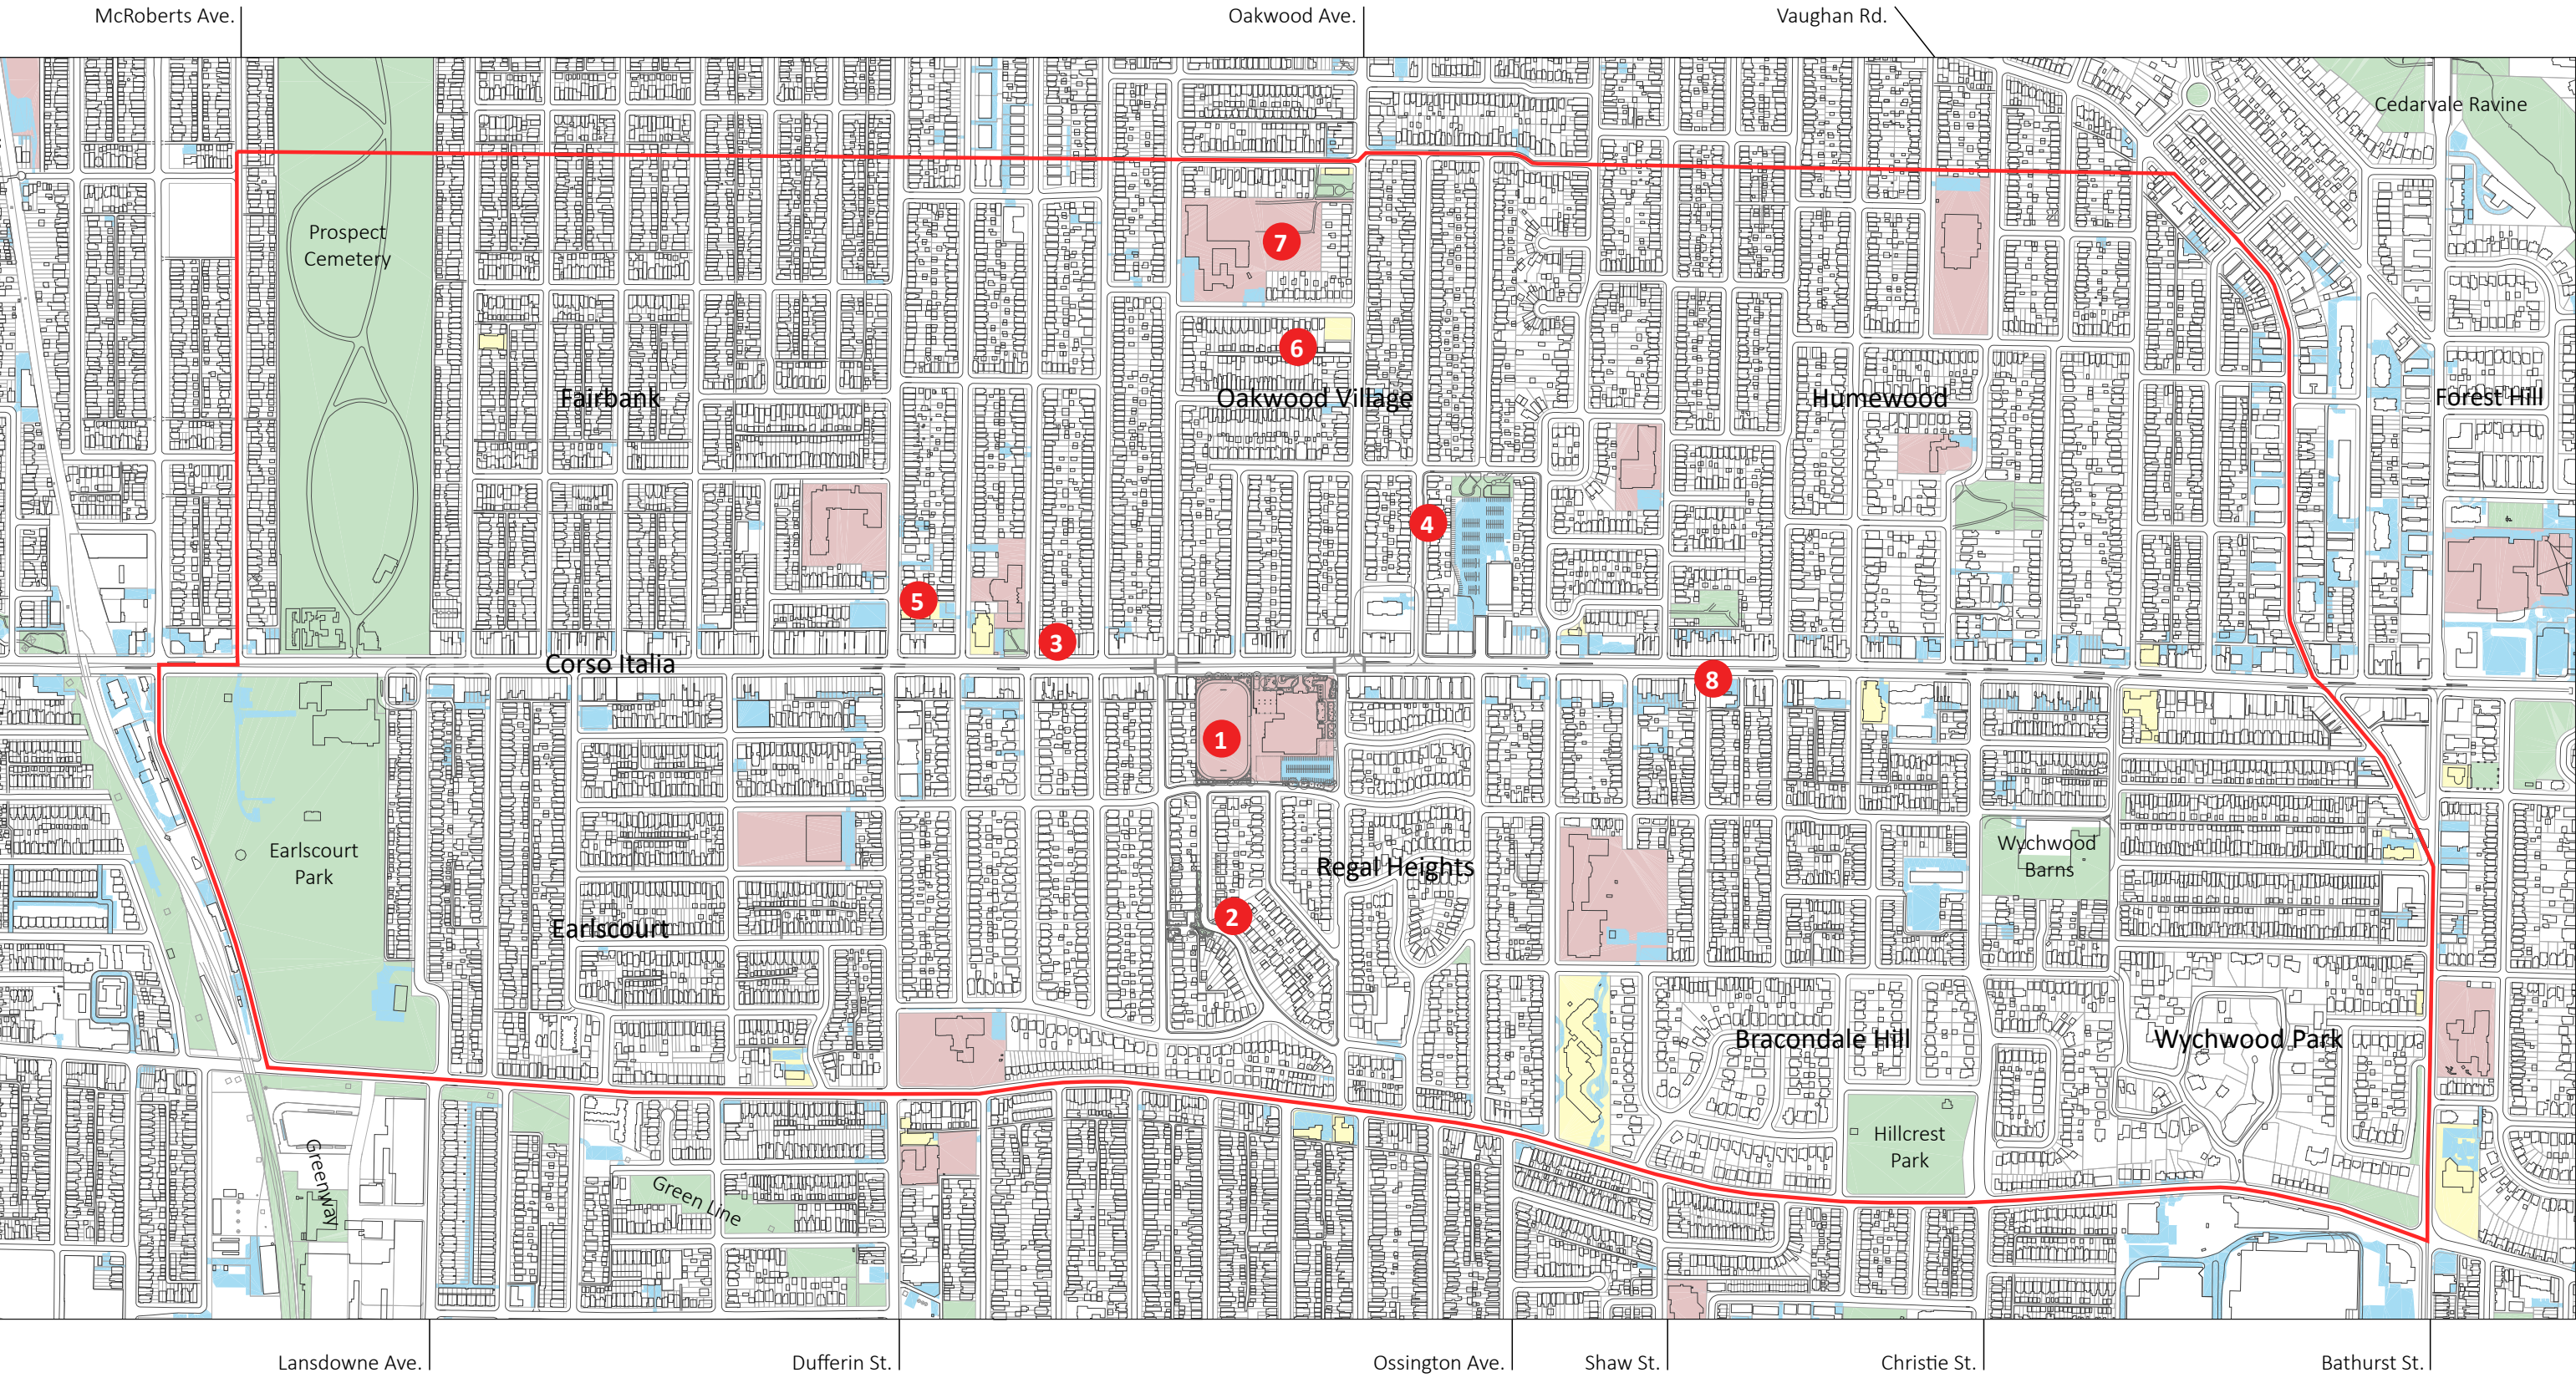 McRoberts Ave.
Oakwood Ave.
Vaughan Rd.
Cedarvale Ravine
Prospect
Cemetery
7
6
Fairbank
Oakwood Village
Humewood
Forest Hill
4
5
3
Corso Italia
8
1
Earlscourt
Park
Regal Heights
Wychwood
Barns
2
Earlscourt
Bracondale Hill
Wychwood Park
Hillcrest
Park
Greenway
Green Line
Lansdowne Ave.
Dufferin St.
Ossington Ave.
Shaw St.
Christie St.
Bathurst St.